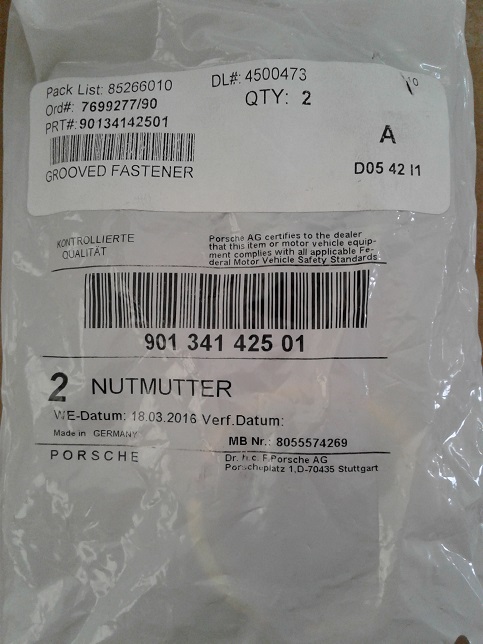 Pack List: 85266010
DL#: 4500473
Ord#: 7699277/90
QTY: 2
PRT#:90134142501
A
GROOVED FASTENER
D05 42 I1
KONTROLLIERTE
QUALITÄT
Porsche AG certifies to the dealer
that this item or motor vehicle equip-
ment complies with all applicable Fe-
deral Motor Vehicle Safety Standards.
901 341 425 01
2 NUTMUTTER
WE-Datum: 18.03.2016 Verf.Datum:
Made in GERMANY
MB Nr.: 8055574269
PORSCHE
Dr. h.c. F.Porsche AG
Porscheplatz 1,D-70435 Stuttgart